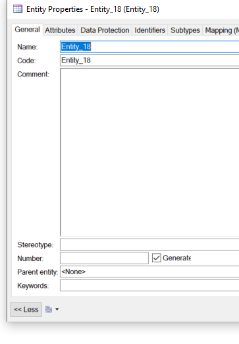 Entity Properties - Entity_18 (Entity_18)
General Attributes Data Protection Identifiers Subtypes Mapping (M
Name: Entity_18
Code: Entity_18
Comment:
Stereotype:
Number: Generate
Parent entity: <None>
Keywords:
<< Less